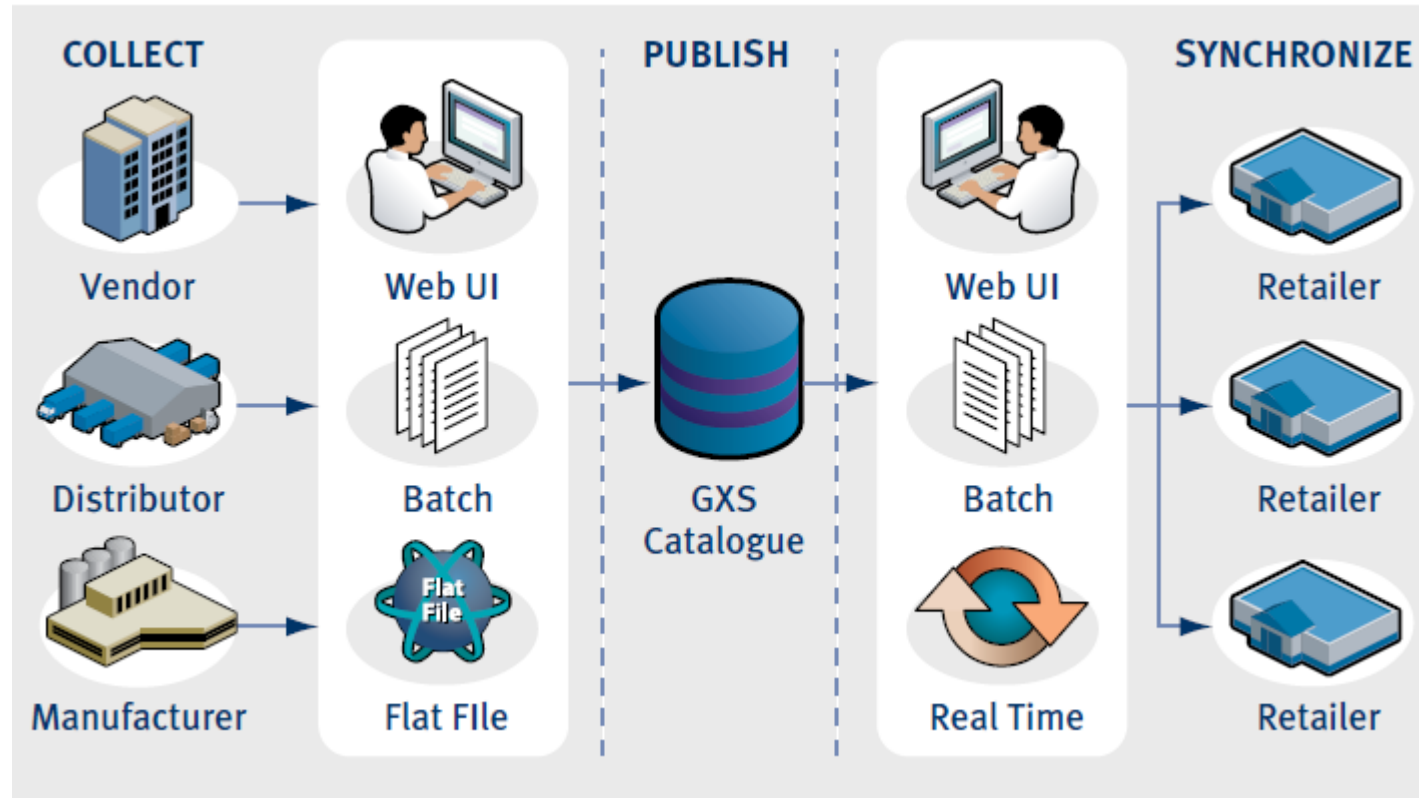 COLLECT
PUBLISH
SYNCHRONIZE
Vendor
Web UI
Web UI
Retailer
Distributor
Batch
GXS
Catalogue
Batch
Retailer
Flat
File
Manufacturer
Flat FIle
Real Time
Retailer